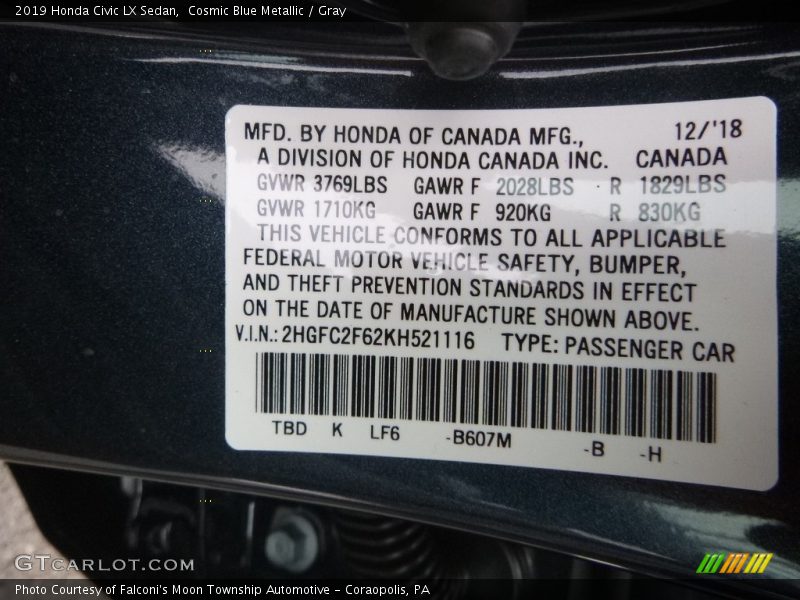 2019 Honda Civic LX Sedan,  Cosmic Blue Metallic / Gray
MFD. BY HONDA OF CANADA MFG., 12/'18
A DIVISION OF HONDA CANADA INC. CANADA
GVWR 3769LBS GAWR F 2028LBS R 1829LBS
GVWR 1710KG GAWR F 920KG R 830KG
THIS VEHICLE CONFORMS TO ALL APPLICABLE
FEDERAL MOTOR VEHICLE SAFETY, BUMPER,
AND THEFT PREVENTION STANDARDS IN EFFECT
ON THE DATE OF MANUFACTURE SHOWN ABOVE.
V.I.N.: 2HGFC2F62KH521116 TYPE: PASSENGER CAR
TBD K LF6 -B607M -B -H
GTCARLOT.COM
Photo Courtesy of Falconi's Moon Township Automotive - Coraopolis, PA